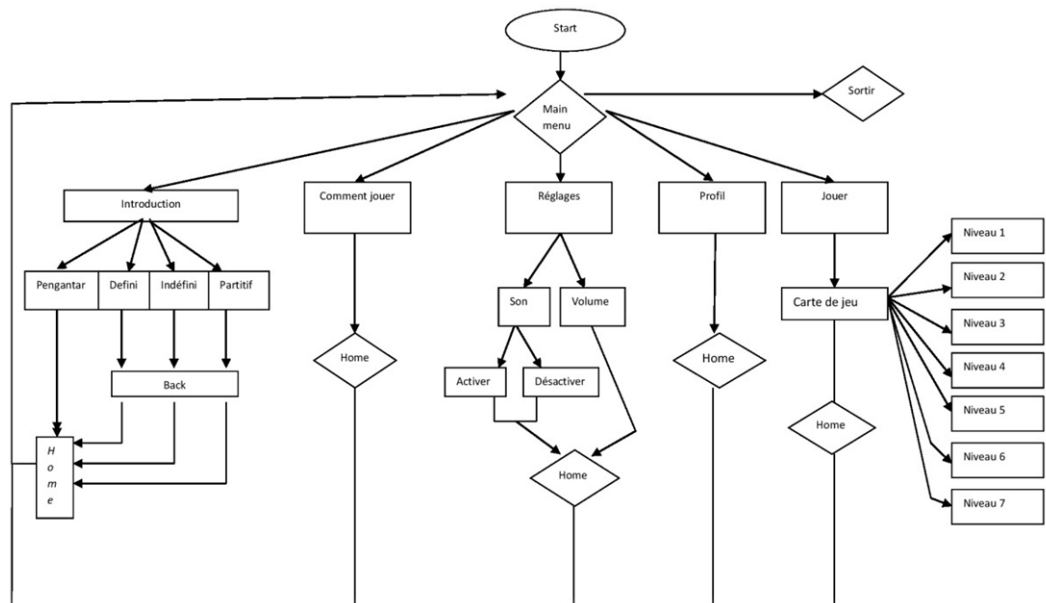 Start
Main
menu
Sortir
Introduction
Comment jouer
Réglages
Profil
Jouer
Pengantar
Defini
Indéfini
Partitif
Son
Volume
Carte de jeu
Niveau 1
Niveau 2
Niveau 3
Niveau 4
Niveau 5
Niveau 6
Niveau 7
Back
Home
Activer
Désactiver
Home
Home
Home
H
o
m
e